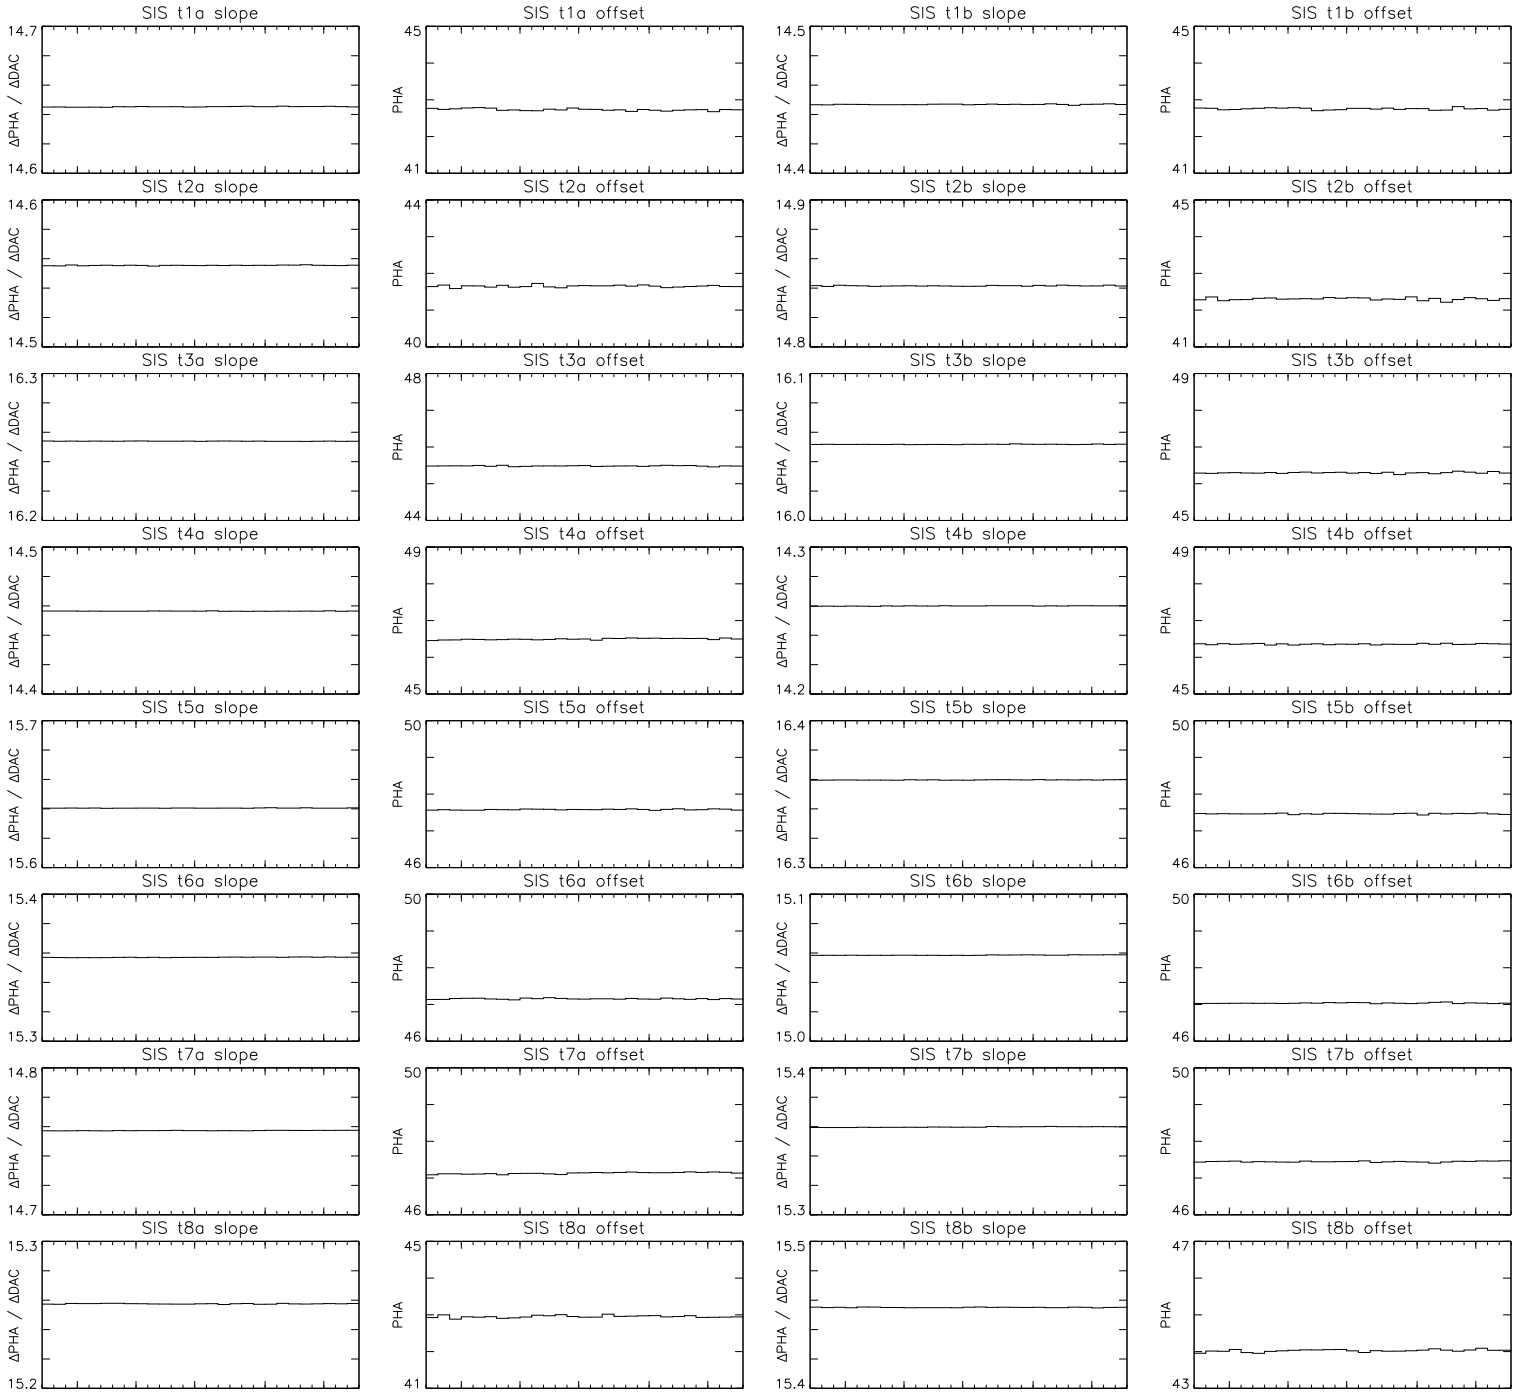 SIS t1a slope
14.7
ΔPHA / ΔDAC
14.6
SIS t1a offset
45
PHA
41
SIS t1b slope
14.5
ΔPHA / ΔDAC
14.4
SIS t1b offset
45
PHA
41
SIS t2a slope
14.6
ΔPHA / ΔDAC
14.5
SIS t2a offset
44
PHA
40
SIS t2b slope
14.9
ΔPHA / ΔDAC
14.8
SIS t2b offset
45
PHA
41
SIS t3a slope
16.3
ΔPHA / ΔDAC
16.2
SIS t3a offset
48
PHA
44
SIS t3b slope
16.1
ΔPHA / ΔDAC
16.0
SIS t3b offset
49
PHA
45
SIS t4a slope
14.5
ΔPHA / ΔDAC
14.4
SIS t4a offset
49
PHA
45
SIS t4b slope
14.3
ΔPHA / ΔDAC
14.2
SIS t4b offset
49
PHA
45
SIS t5a slope
15.7
ΔPHA / ΔDAC
15.6
SIS t5a offset
50
PHA
46
SIS t5b slope
16.4
ΔPHA / ΔDAC
16.3
SIS t5b offset
50
PHA
46
SIS t6a slope
15.4
ΔPHA / ΔDAC
15.3
SIS t6a offset
50
PHA
46
SIS t6b slope
15.1
ΔPHA / ΔDAC
15.0
SIS t6b offset
50
PHA
46
SIS t7a slope
14.8
ΔPHA / ΔDAC
14.7
SIS t7a offset
50
PHA
46
SIS t7b slope
15.4
ΔPHA / ΔDAC
15.3
SIS t7b offset
50
PHA
46
SIS t8a slope
15.3
ΔPHA / ΔDAC
15.2
SIS t8a offset
45
PHA
41
SIS t8b slope
15.5
ΔPHA / ΔDAC
15.4
SIS t8b offset
47
PHA
43